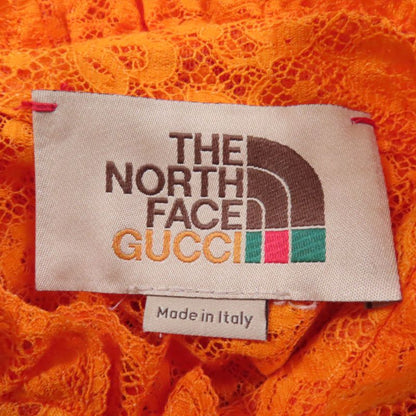 THE
NORTH
FACE
GUCCI
Made in Italy